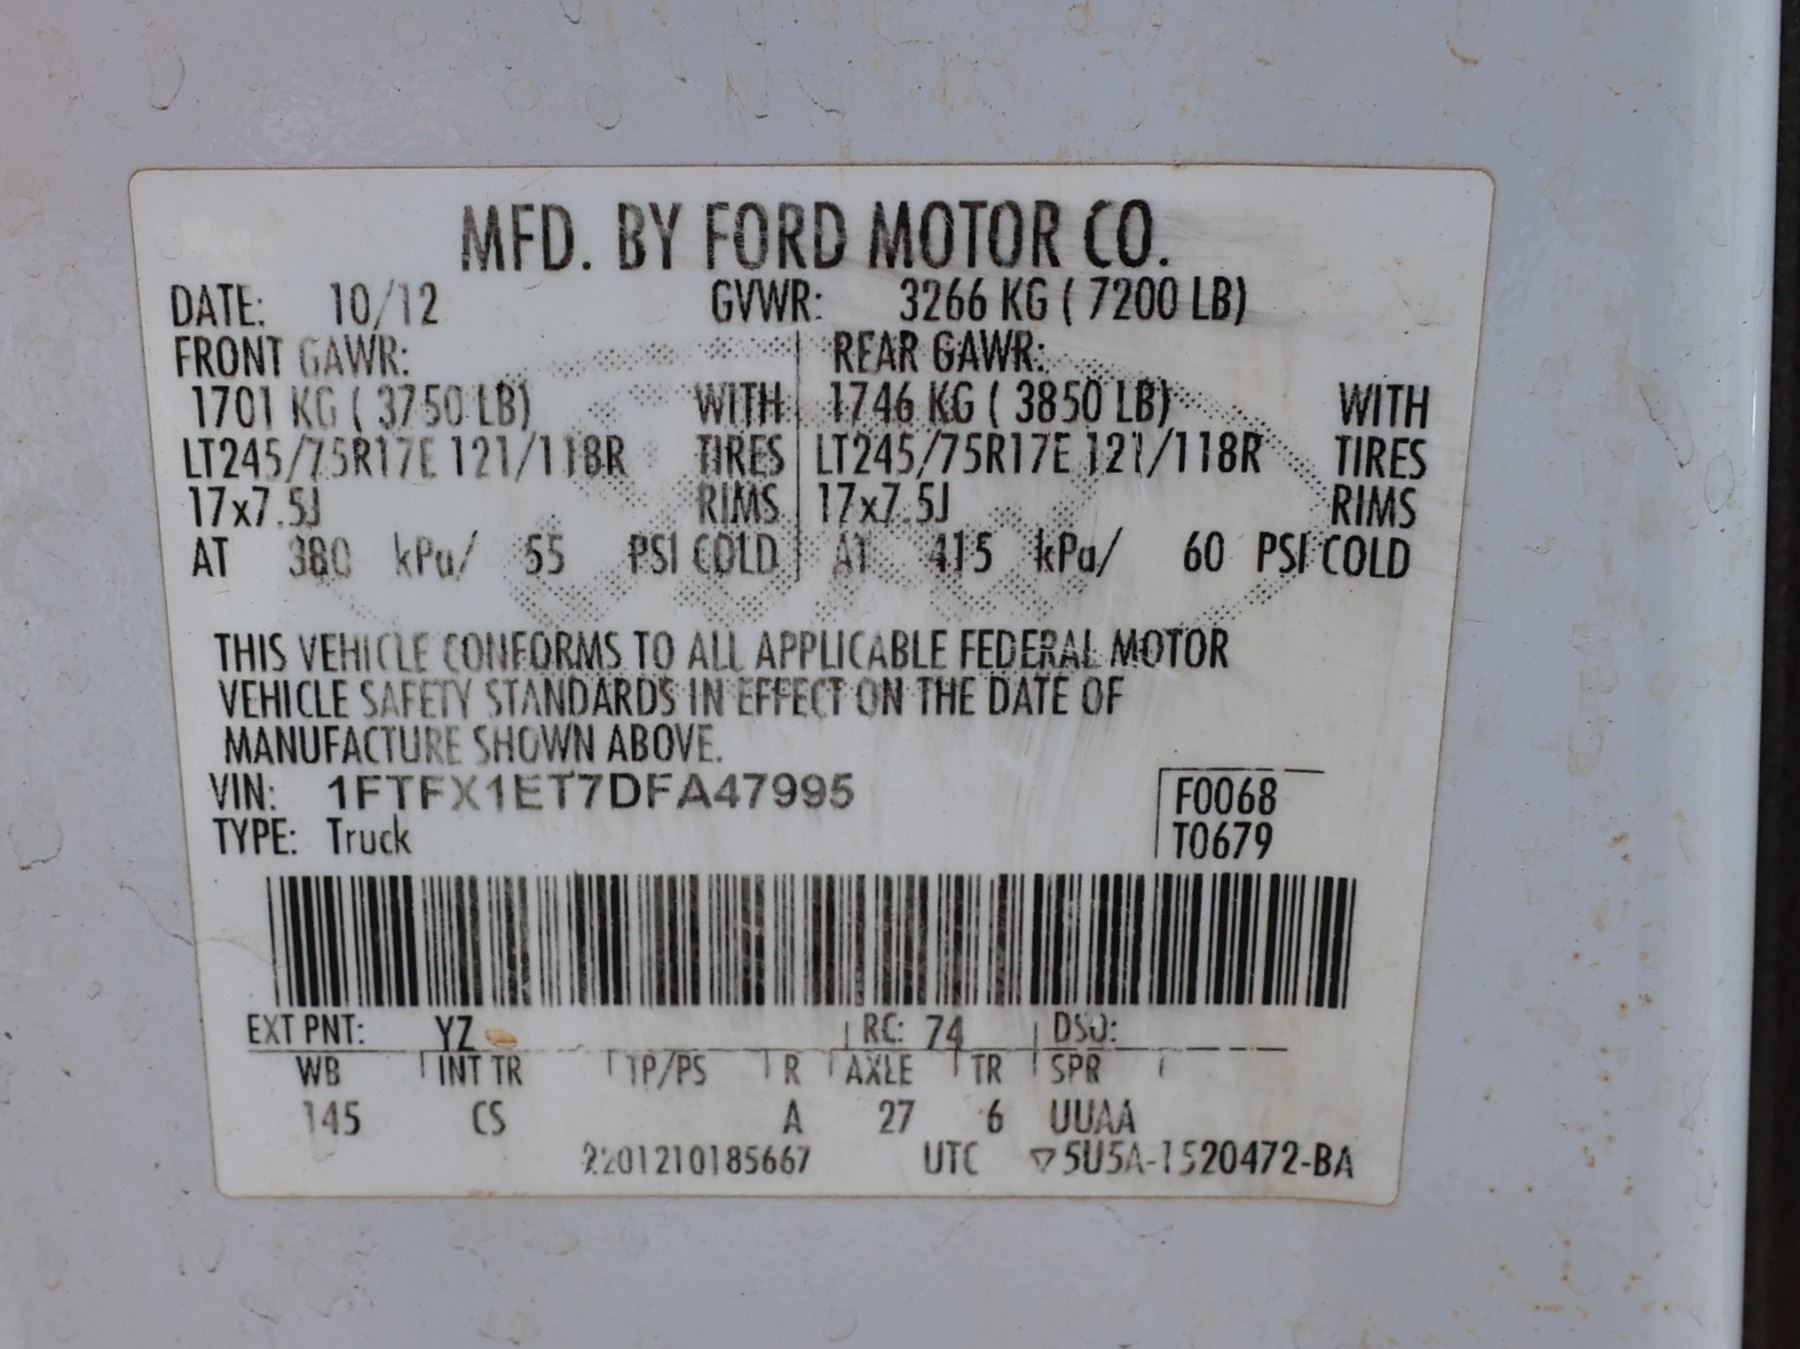 MFD. BY FORD MOTOR CO.
DATE: 10/12 GVWR: 3266 KG ( 7200 LB)
FRONT GAWR: REAR GAWR:
1701 KG ( 3750 LB) WITH 1746 KG ( 3850 LB) WITH
LT245/75R17E 121/118R TIRES LT245/75R17E 121/118R TIRES
17x7.5J RIMS 17x7.5J RIMS
AT 380 kPa/ 55 PSI COLD AT 415 kPa/ 60 PSI COLD
THIS VEHICLE CONFORMS TO ALL APPLICABLE FEDERAL MOTOR
VEHICLE SAFETY STANDARDS IN EFFECT ON THE DATE OF
MANUFACTURE SHOWN ABOVE.
VIN: 1FTFX1ET7DFA47995 F0068
TYPE: Truck T0679
EXT PNT: YZ RC: 74 DSO:
WB INT TR TP/PS R AXLE TR SPR
145 CS A 27 6 UUAA
2201210185667 UTC ▽5U5A-1520472-BA